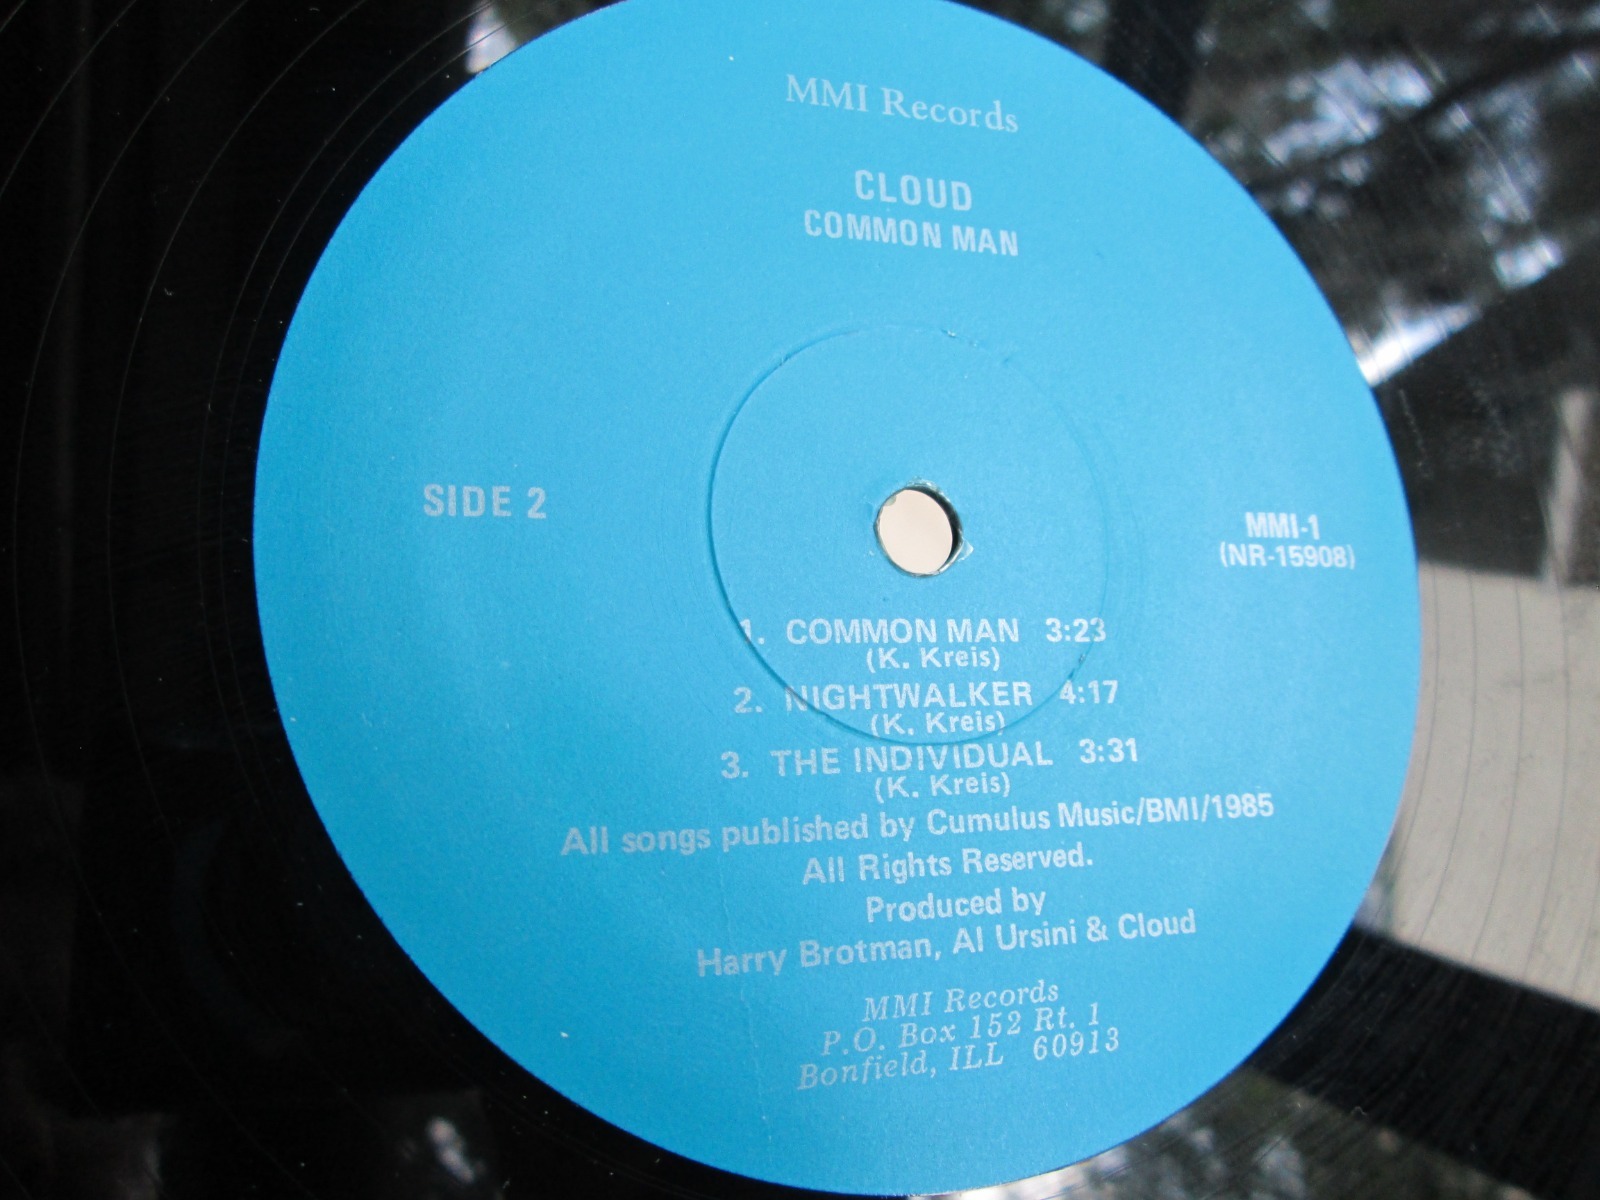 MMI Records
CLOUD
COMMON MAN
SIDE 2
MMI-1
(NR-15908)
1. COMMON MAN 3:23
(K. Kreis)
2. NIGHTWALKER 4:17
(K. Kreis)
3. THE INDIVIDUAL 3:31
(K. Kreis)
All songs published by Cumulus Music/BMI/1985
All Rights Reserved.
Produced by
Harry Brotman, Al Ursini & Cloud
MMI Records
P.O. Box 152 Rt. 1
Bonfield, ILL 60913